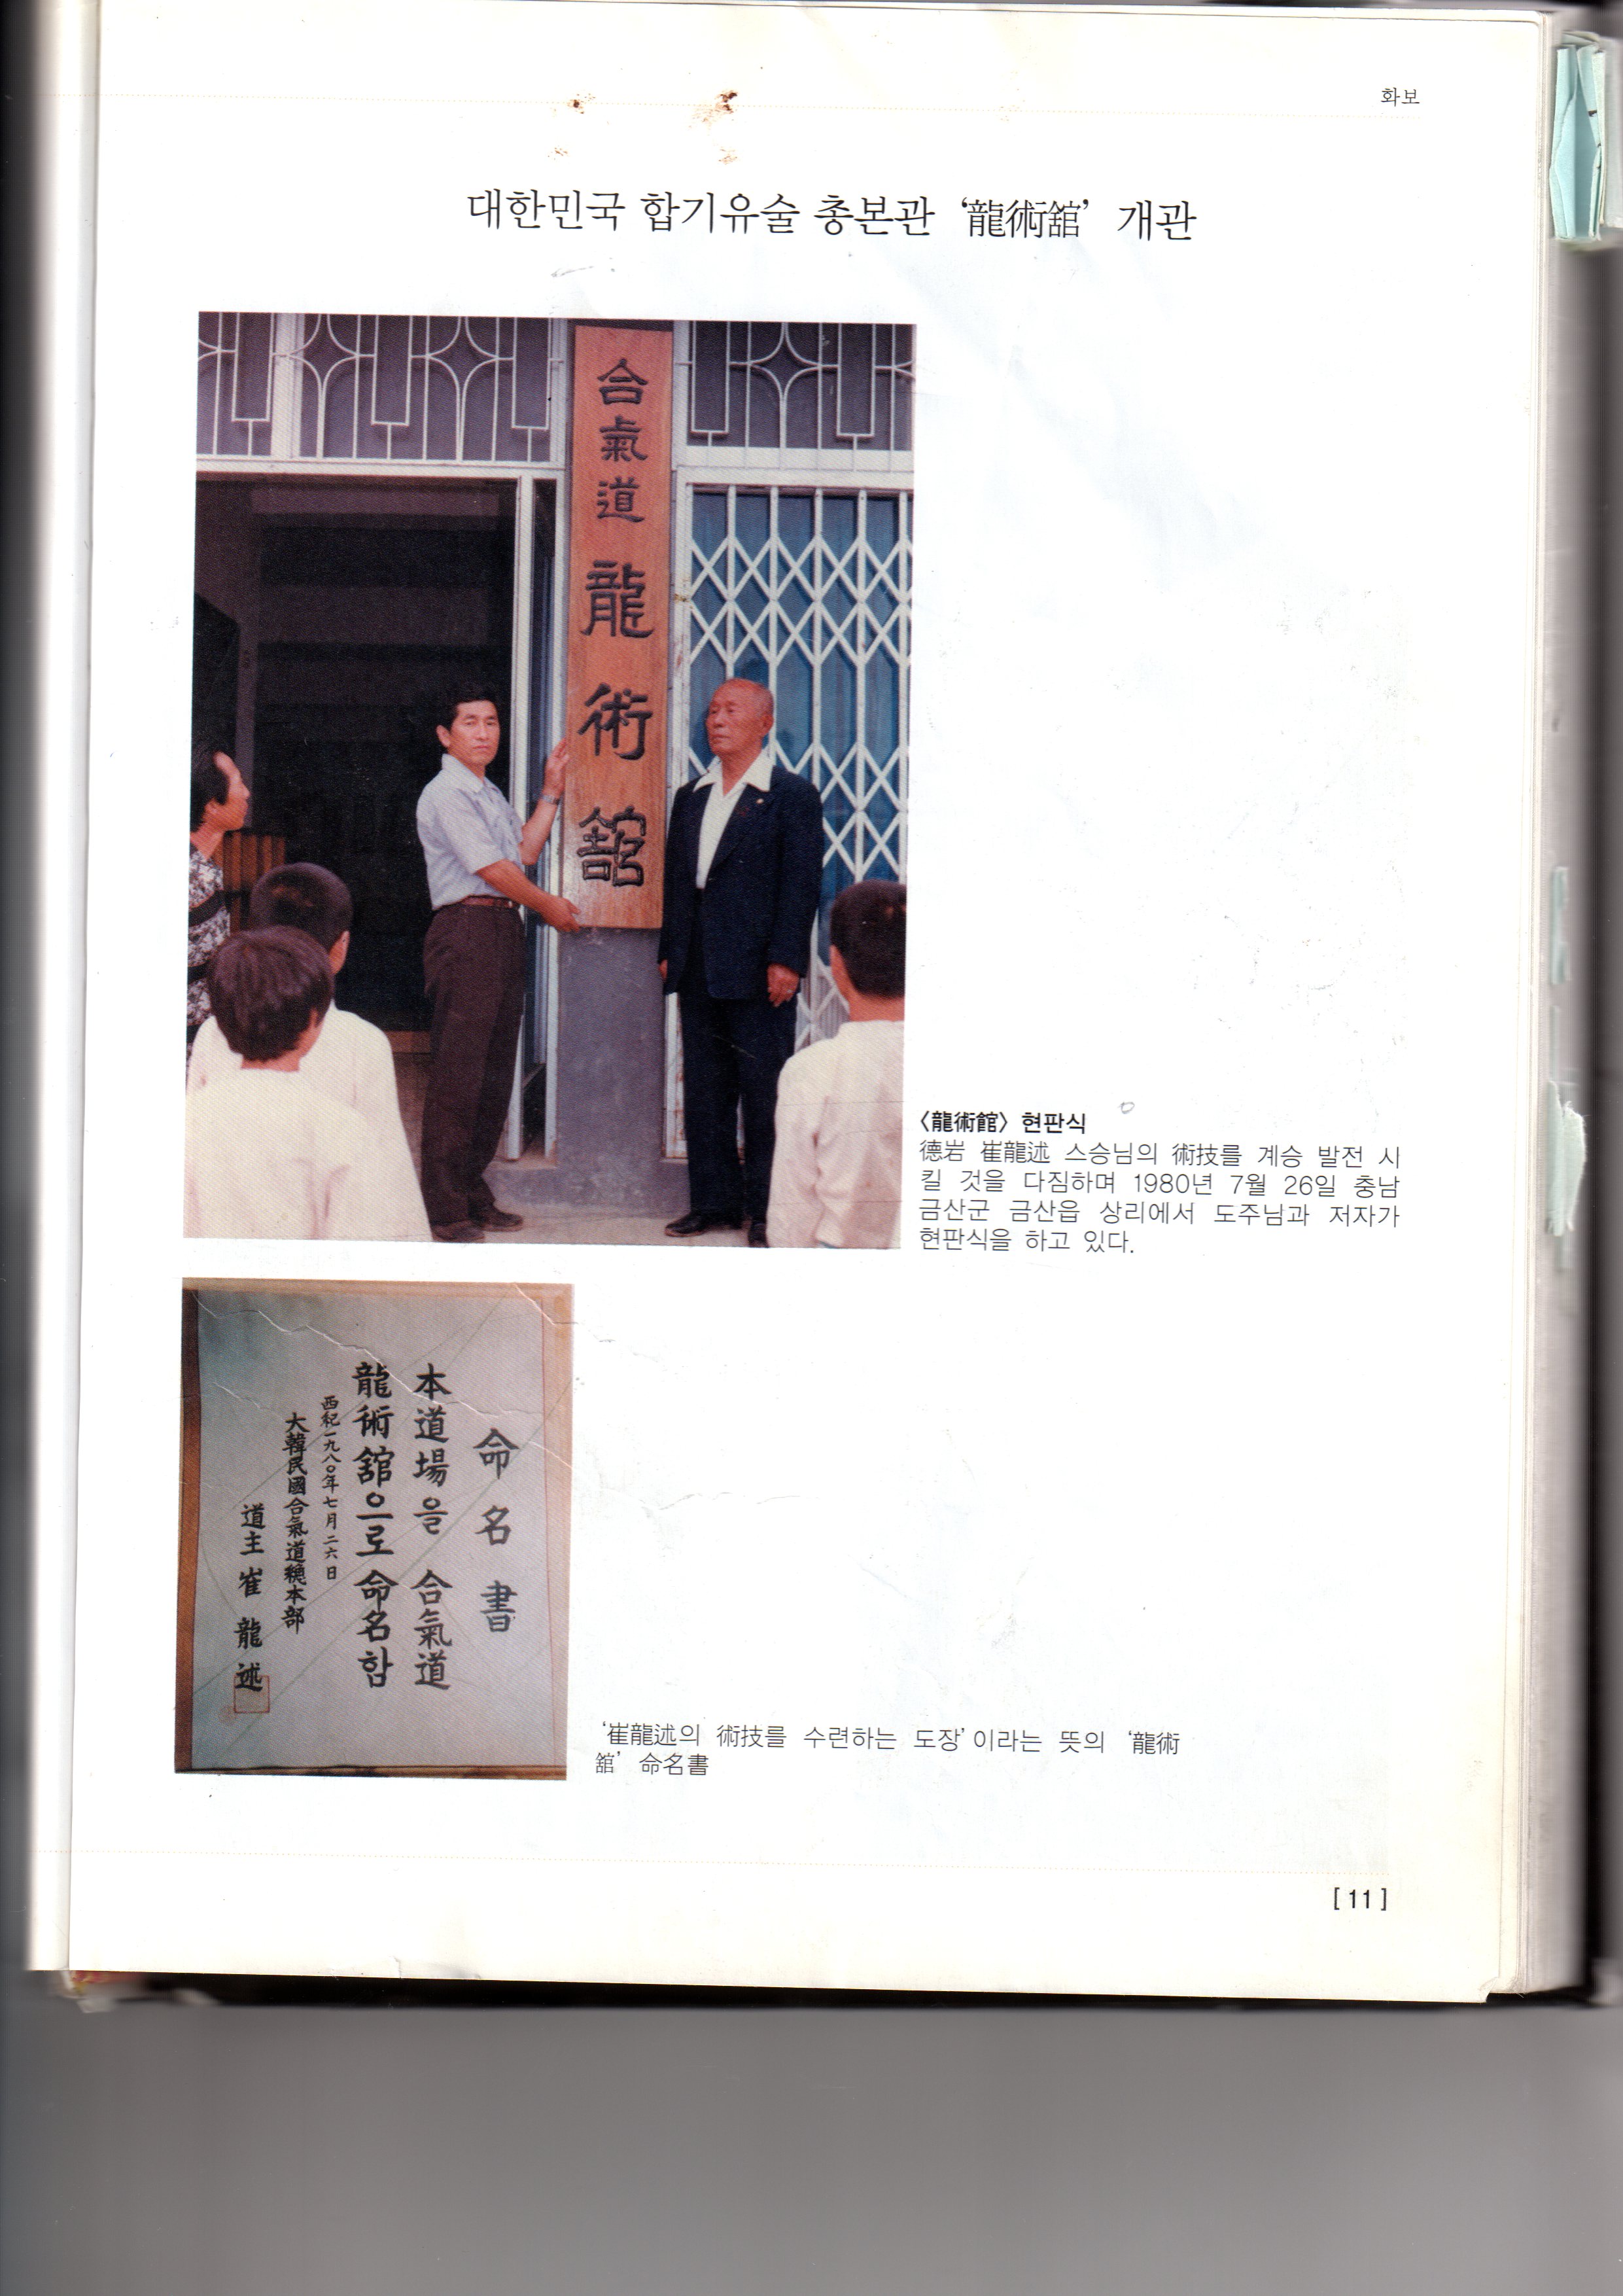 화보
대한민국 합기유술 총본관 ‘龍術舘’ 개관
合氣道 龍術舘
〈龍術館〉 현판식
德岩 崔龍述 스승님의 術技를 계승 발전 시
킬 것을 다짐하며 1980년 7월 26일 충남
금산군 금산읍 상리에서 도주님과 저자가
현판식을 하고 있다.
命名書
本道場을 合氣道
龍術舘으로 命名함
西紀一九八〇年七月二六日
大韓民國合氣道總本部
道主 崔龍述
‘崔龍述의 術技를 수련하는 도장’이라는 뜻의 ‘龍術
舘’ 命名書
[ 11 ]